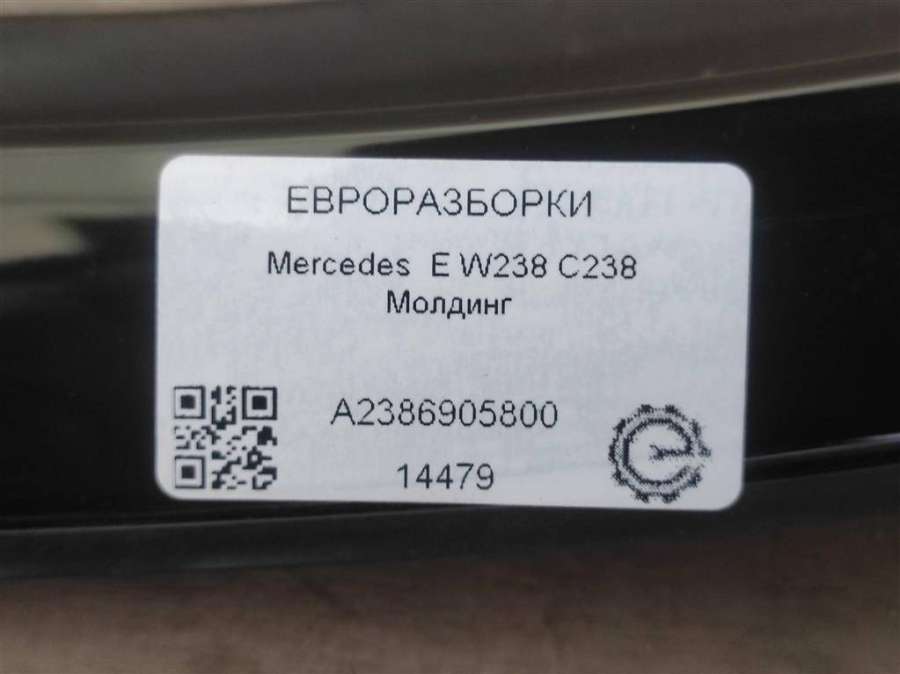 ЕВРОРАЗБОРКИ
Mercedes E W238 C238
Молдинг
A2386905800
14479